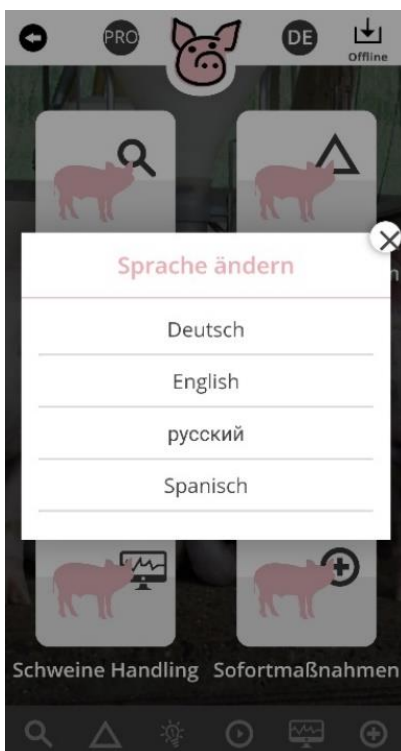 PRO
DE
Offline
Sprache ändern
Deutsch
English
русский
Spanisch
Schweine Handling
Sofortmaßnahmen